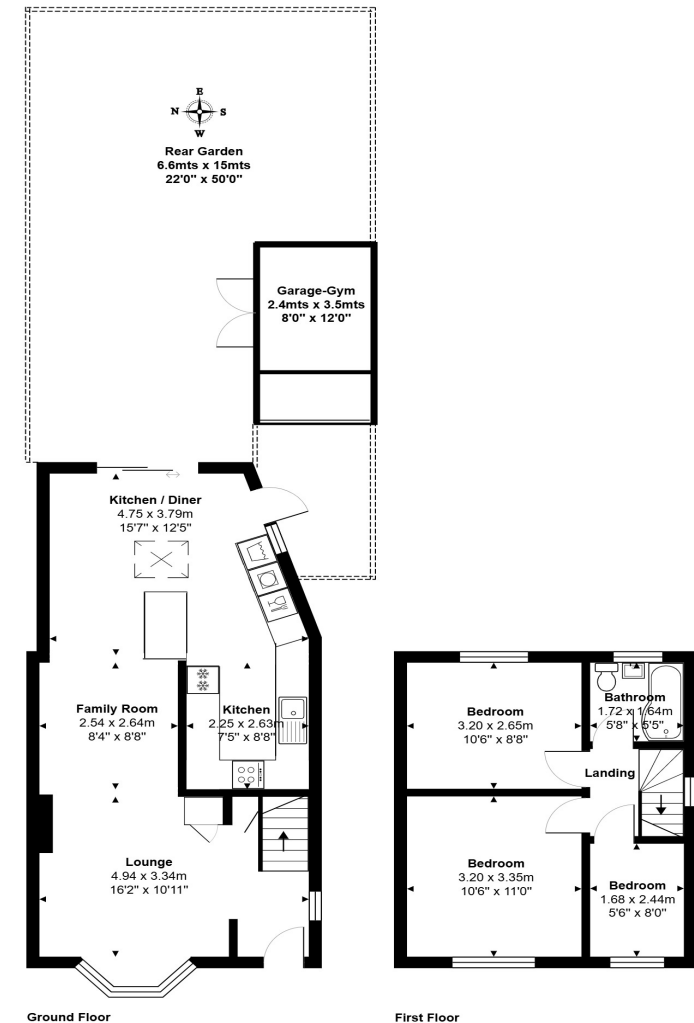 E
N S
W
Rear Garden
6.6mts x 15mts
22'0" x 50'0"
Garage-Gym
2.4mts x 3.5mts
8'0" x 12'0"
Kitchen / Diner
4.75 x 3.79m
15'7" x 12'5"
Family Room
2.54 x 2.64m
8'4" x 8'8"
Kitchen
2.25 x 2.63m
7'5" x 8'8"
Lounge
4.94 x 3.34m
16'2" x 10'11"
Ground Floor
Bedroom
3.20 x 2.65m
10'6" x 8'8"
Bathroom
1.72 x 1.64m
5'8" x 5'5"
Landing
Bedroom
3.20 x 3.35m
10'6" x 11'0"
Bedroom
1.68 x 2.44m
5'6" x 8'0"
First Floor